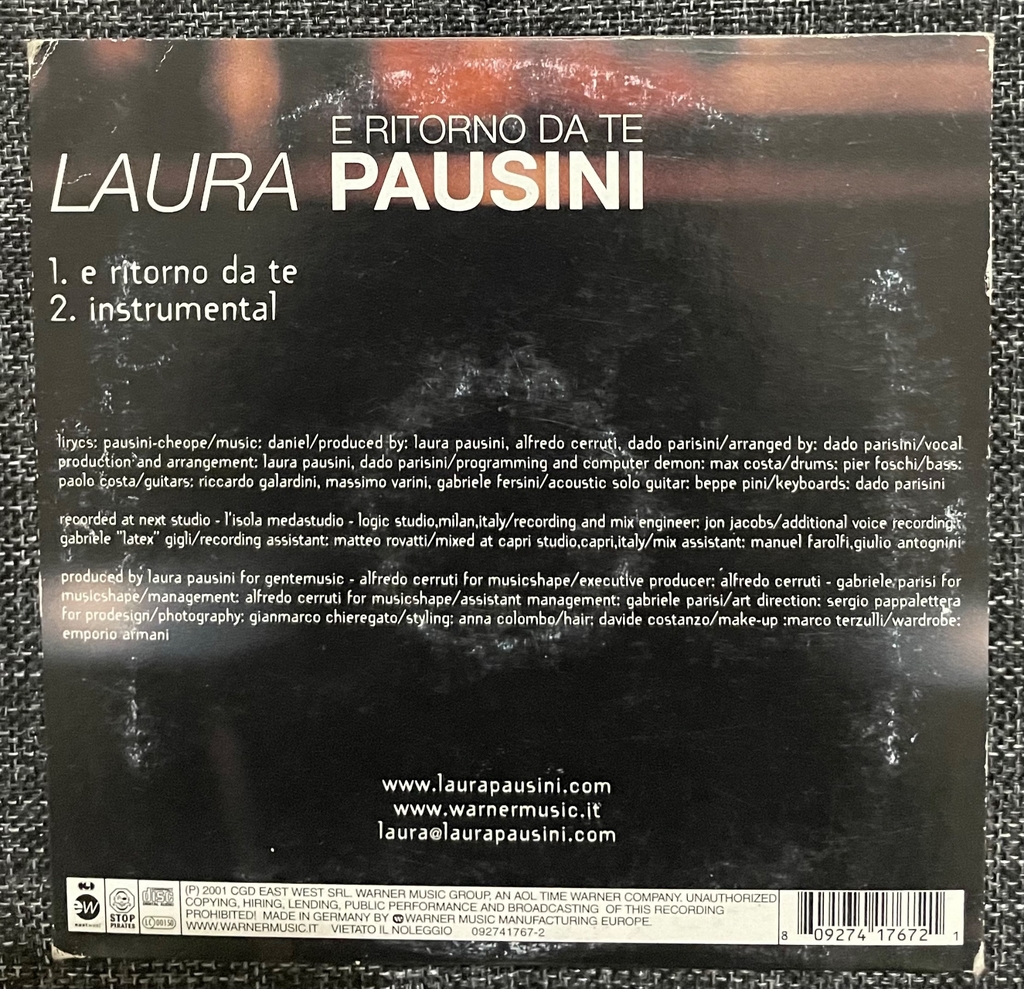 E RITORNO DA TE
LAURA PAUSINI
1. e ritorno da te
2. instrumental
lirycs: pausini-cheope/music: daniel/produced by: laura pausini, alfredo cerruti, dado parisini/arranged by: dado parisini/vocal
production and arrangement: laura pausini, dado parisini/programming and computer demon: max costa/drums: pier foschi/bass:
paolo costa/guitars: riccardo galardini, massimo varini, gabriele fersini/acoustic solo guitar: beppe pini/keyboards: dado parisini
recorded at next studio - l'isola medastudio - logic studio,milan,italy/recording and mix engineer: jon jacobs/additional voice recording:
gabriele "latex" gigli/recording assistant: matteo rovatti/mixed at capri studio,capri,italy/mix assistant: manuel farolfi,giulio antognini
produced by laura pausini for gentemusic - alfredo cerruti for musicshape/executive producer: alfredo cerruti - gabriele parisi for
musicshape/management: alfredo cerruti for musicshape/assistant management: gabriele parisi/art direction: sergio pappalettera
for prodesign/photography: gianmarco chieregato/styling: anna colombo/hair: davide costanzo/make-up :marco terzulli/wardrobe:
emporio armani
www.laurapausini.com
www.warnermusic.it
laura@laurapausini.com
ew
EAST WEST
STOP
PIRATES
disc
LC 00150
(P) 2001 CGD EAST WEST SRL. WARNER MUSIC GROUP, AN AOL TIME WARNER COMPANY. UNAUTHORIZED
COPYING, HIRING, LENDING, PUBLIC PERFORMANCE AND BROADCASTING OF THIS RECORDING
PROHIBITED! MADE IN GERMANY BY WARNER MUSIC MANUFACTURING EUROPE.
WWW.WARNERMUSIC.IT VIETATO IL NOLEGGIO 092741767-2
8 09274 17672 1